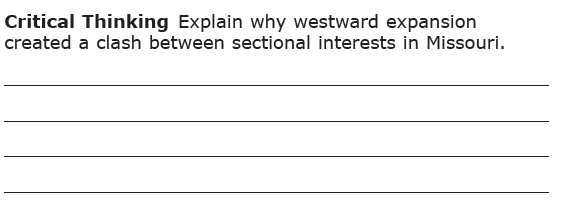 Critical Thinking Explain why westward expansion
created a clash between sectional interests in Missouri.